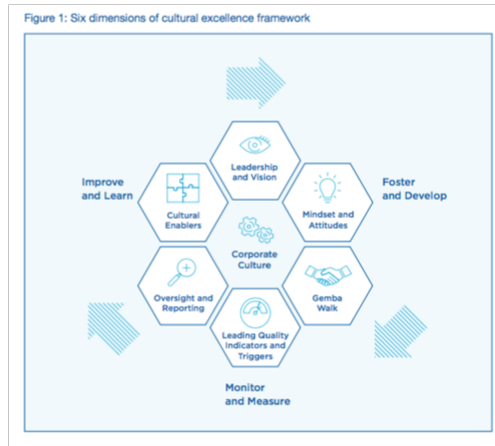 Figure 1: Six dimensions of cultural excellence framework
Leadership
and Vision
Improve
and Learn
Foster
and Develop
Cultural
Enablers
Mindset and
Attitudes
Corporate
Culture
Oversight and
Reporting
Gemba
Walk
Leading Quality
Indicators and
Triggers
Monitor
and Measure